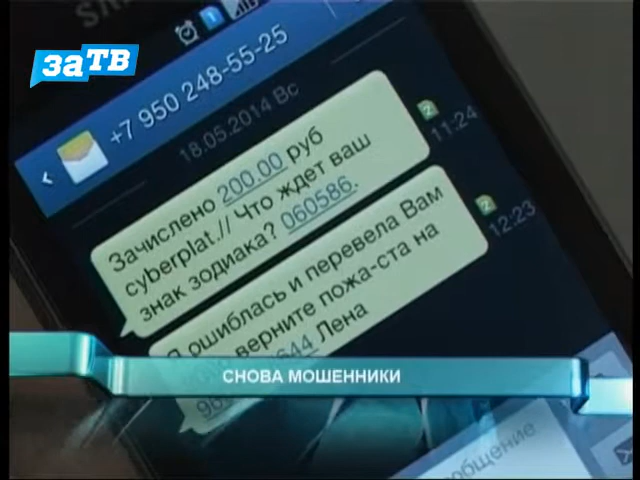 заТВ
+7 950 248-55-25
18.05.2014 Вс
Зачислено 200.00 руб
cyberplat.// Что ждет ваш
знак зодиака? 060586.
11:24
ошиблась и перевела Вам
верните пожа-ста на
Лена
12:23
СНОВА МОШЕННИКИ